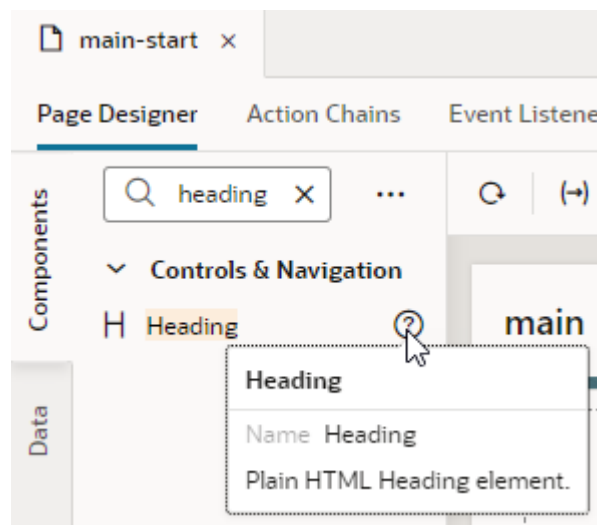 main-start ×
Page Designer Action Chains Event Listene
Components
heading
Controls & Navigation
H Heading
main
Heading
Name Heading
Plain HTML Heading element.
Data